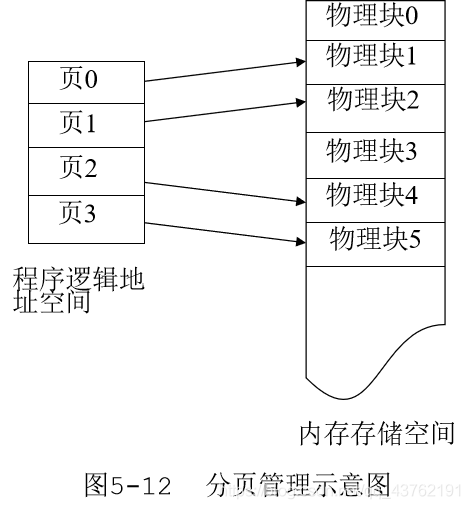 物理块0
物理块1
物理块2
物理块3
物理块4
物理块5
页0
页1
页2
页3
程序逻辑地
址空间
内存存储空间
图5-12 分页管理示意图
43762191